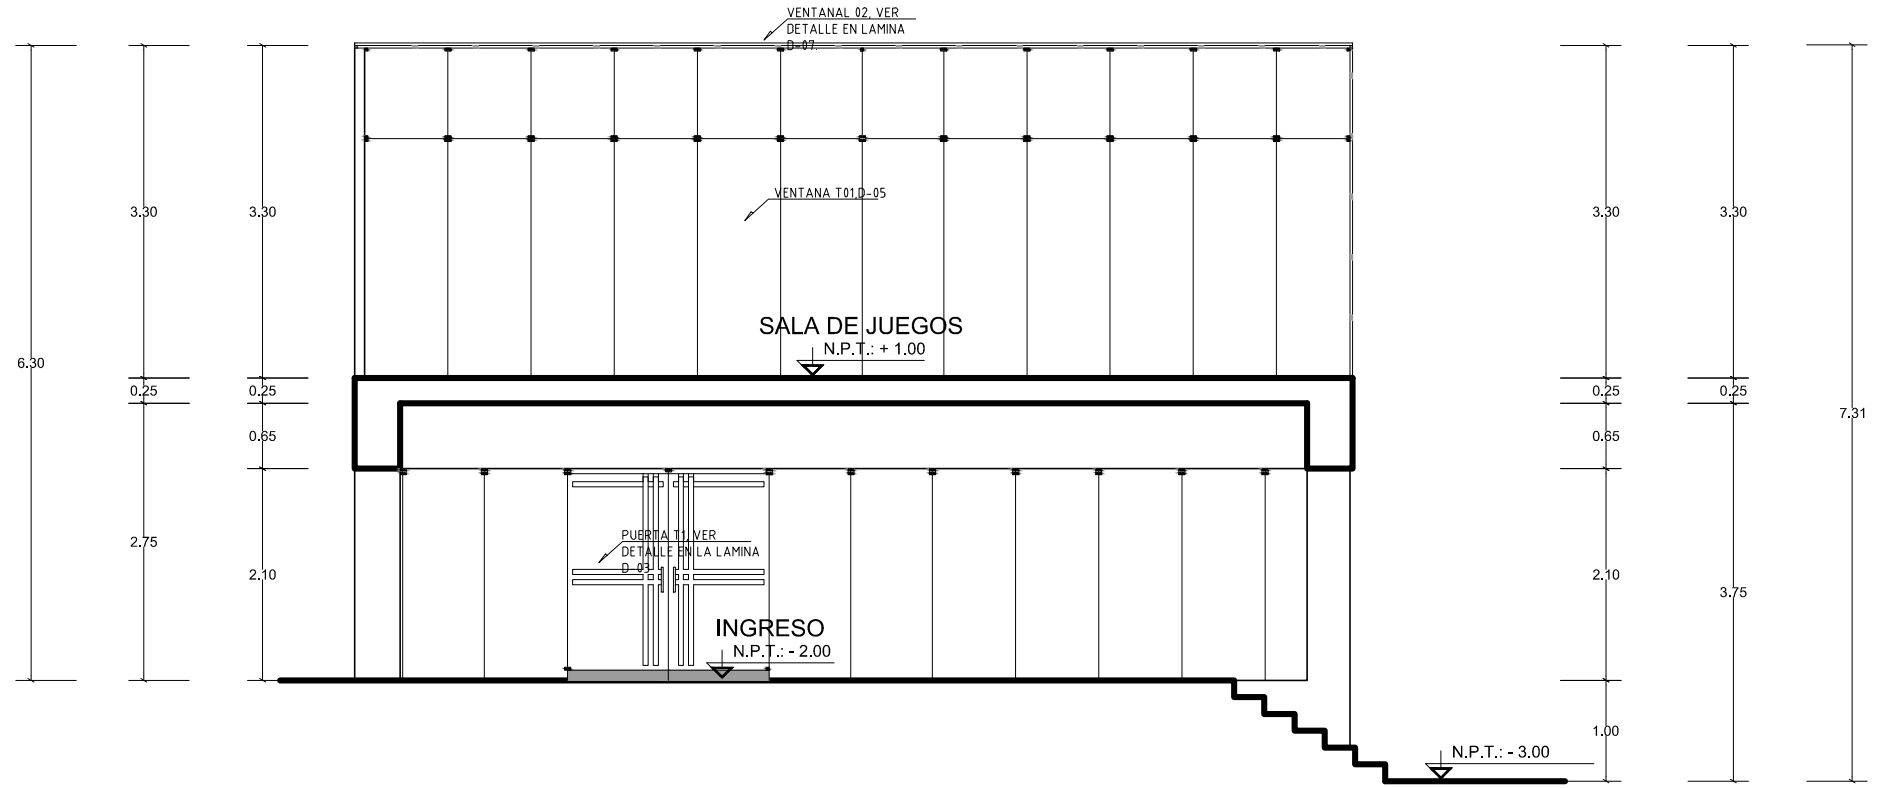 VENTANAL 02, VER
DETALLE EN LAMINA
D-07.
VENTANA T01,D-05
3.30
3.30
3.30
3.30
SALA DE JUEGOS
N.P.T.: + 1.00
6.30
0.25
0.25
0.25
0.25
7.31
0.65
0.65
PUERTA T1, VER
DETALLE EN LA LAMINA
D-03
2.75
2.10
2.10
3.75
INGRESO
N.P.T.: - 2.00
1.00
N.P.T.: - 3.00